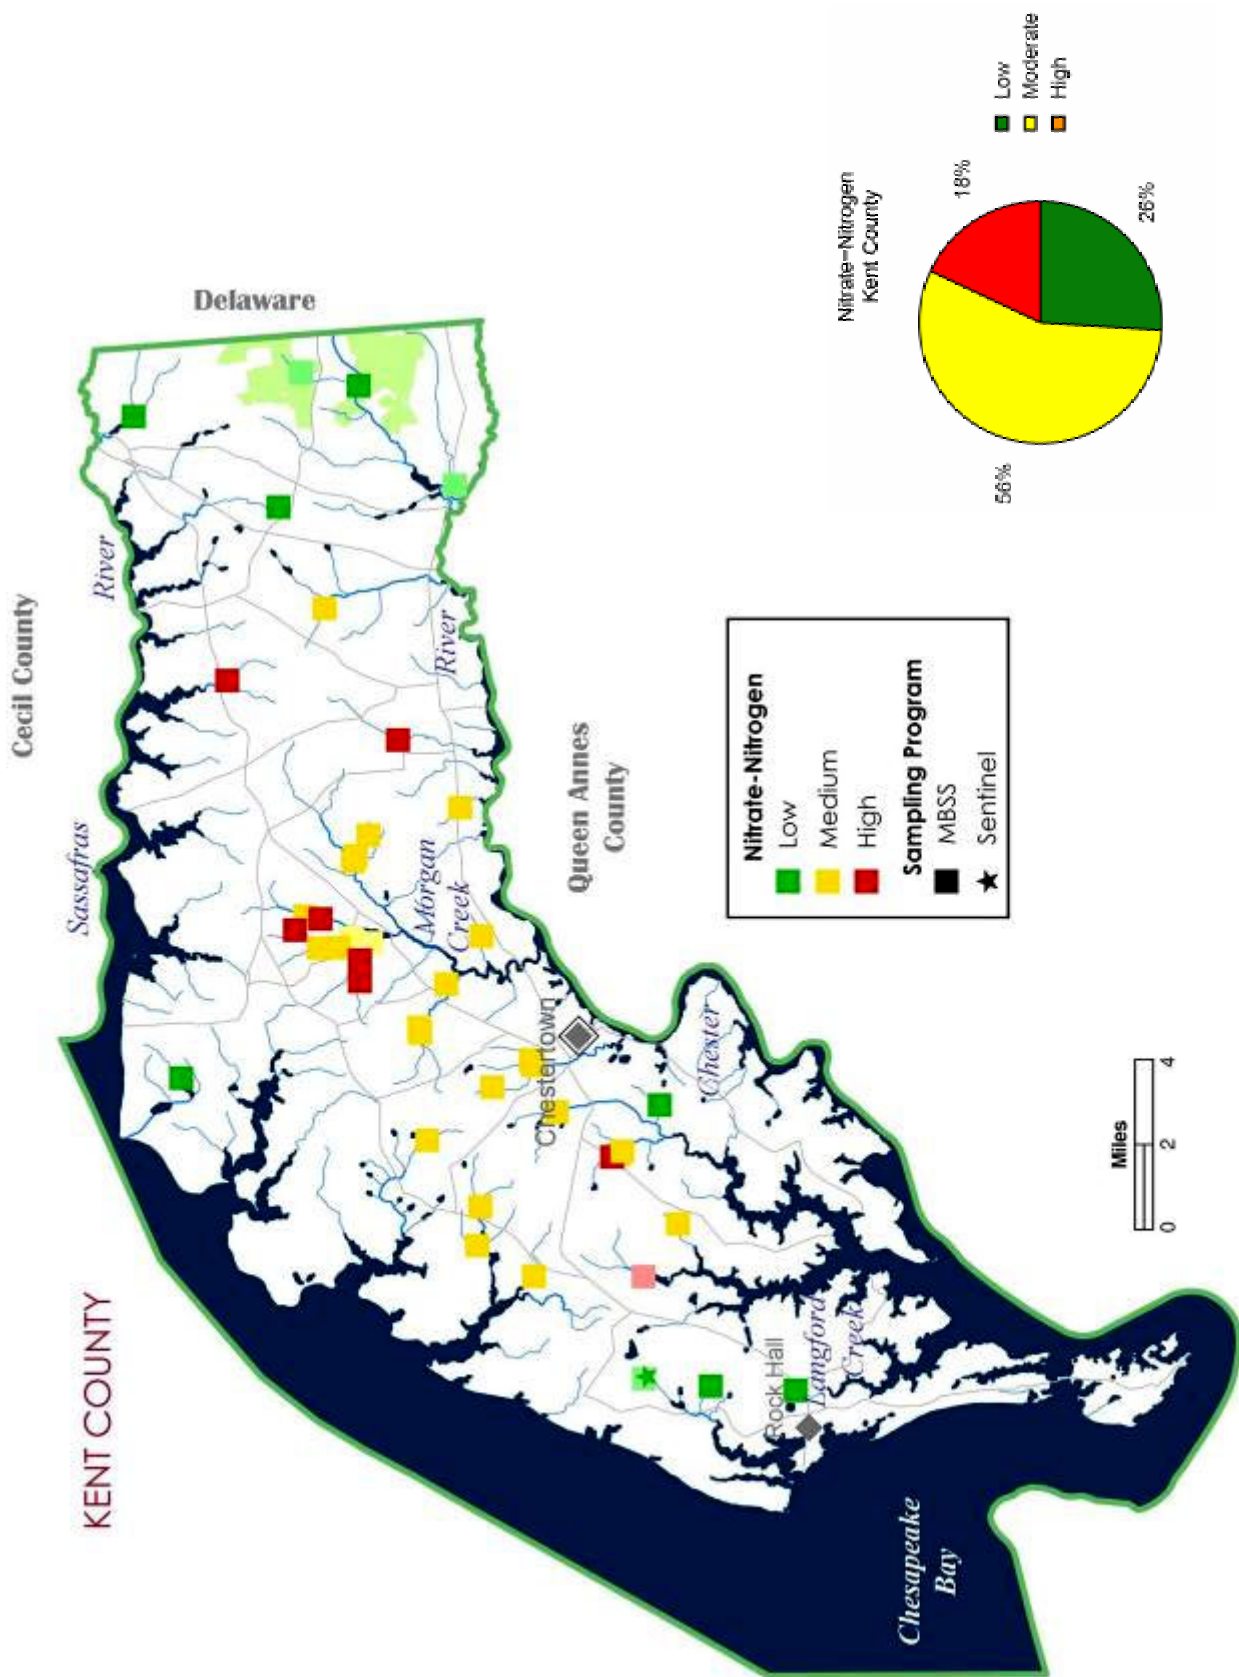 KENT COUNTY
Cecil County
Sassafras
River
Delaware
River
Morgan
Creek
Queen Annes
County
Chestertown
Chester
Langford
Creek
Rock Hall
Chesapeake
Bay
Miles
0 2 4
Nitrate-Nitrogen
Low
Medium
High
Sampling Program
MBSS
Sentinel
Nitrate-Nitrogen
Kent County
18%
56%
26%
Low
Moderate
High